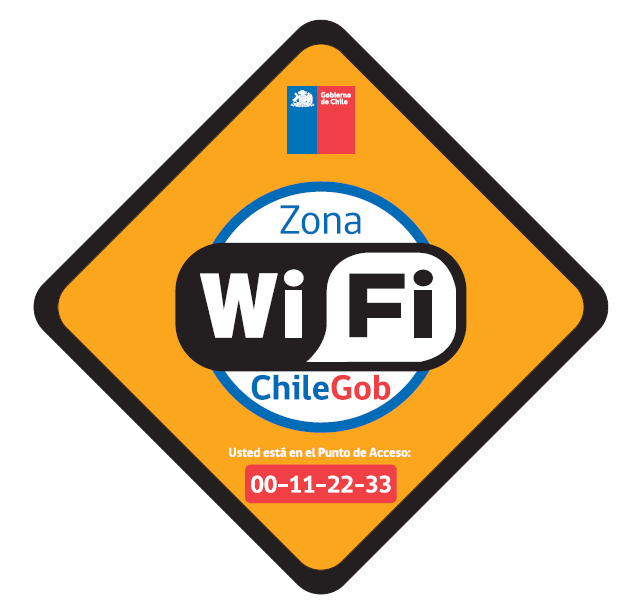 Gobierno
de Chile
Zona
Wi Fi
ChileGob
Usted está en el Punto de Acceso:
00-11-22-33